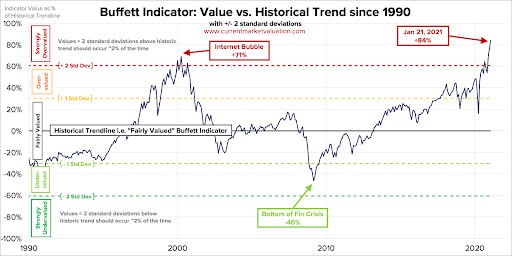 Buffett Indicator: Value vs. Historical Trend since 1990
with +/- 2 standard deviations
www.currentmarketvaluation.com
Indicator Value as %
of Historical Trendline
100%
80%
60%
40%
20%
0%
-20%
-40%
-60%
-80%
-100%
Strongly
Overvalued
Over-
valued
Fairly Valued
Under-
valued
Strongly
Undervalued
Values > 2 standard deviations above historic
trend should occur ~2% of the time
+ 2 Std Dev
+ 1 Std Dev
Historical Trendline i.e. "Fairly Valued" Buffett Indicator
- 1 Std Dev
- 2 Std Dev
Values < 2 standard deviations below
historic trend should occur ~2% of the time
Internet Bubble
+71%
Jan 21, 2021
+84%
Bottom of Fin Crisis
-46%
1990
2000
2010
2020